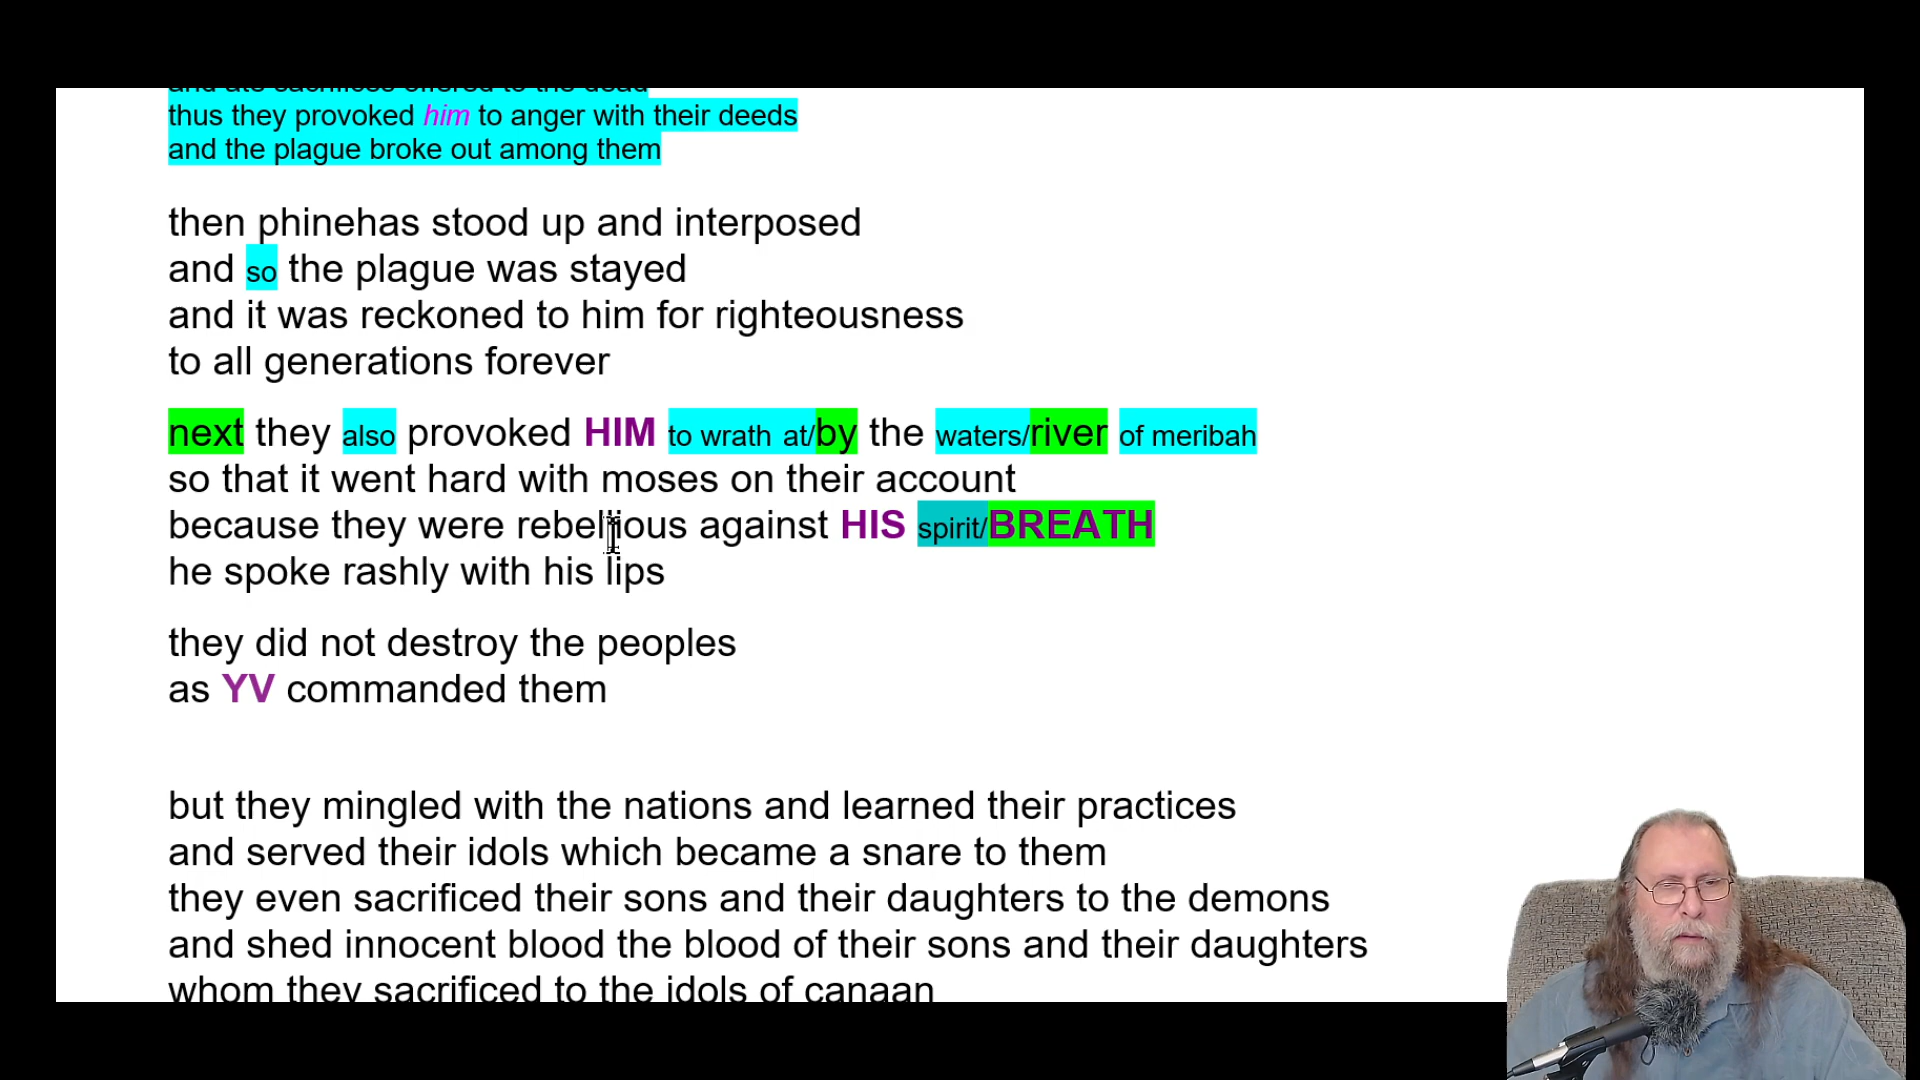 and ate sacrifices offered to the dead
thus they provoked him to anger with their deeds
and the plague broke out among them
then phinehas stood up and interposed
and so the plague was stayed
and it was reckoned to him for righteousness
to all generations forever
next they also provoked HIM to wrath at/by the waters/river of meribah
so that it went hard with moses on their account
because they were rebellious against HIS spirit/BREATH
he spoke rashly with his lips
they did not destroy the peoples
as YV commanded them
but they mingled with the nations and learned their practices
and served their idols which became a snare to them
they even sacrificed their sons and their daughters to the demons
and shed innocent blood the blood of their sons and their daughters
whom they sacrificed to the idols of canaan